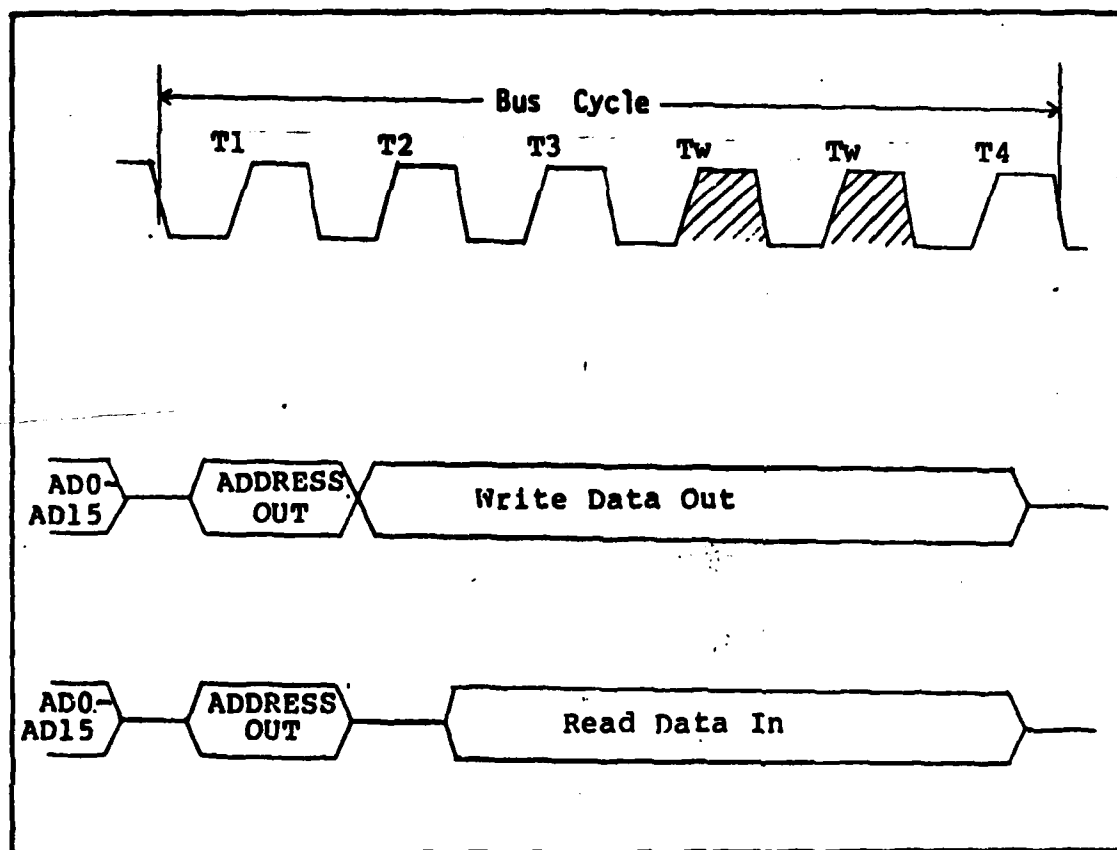 Bus Cycle
T1 T2 T3 Tw Tw T4
AD0-
AD15
ADDRESS
OUT
Write Data Out
AD0-
AD15
ADDRESS
OUT
Read Data In